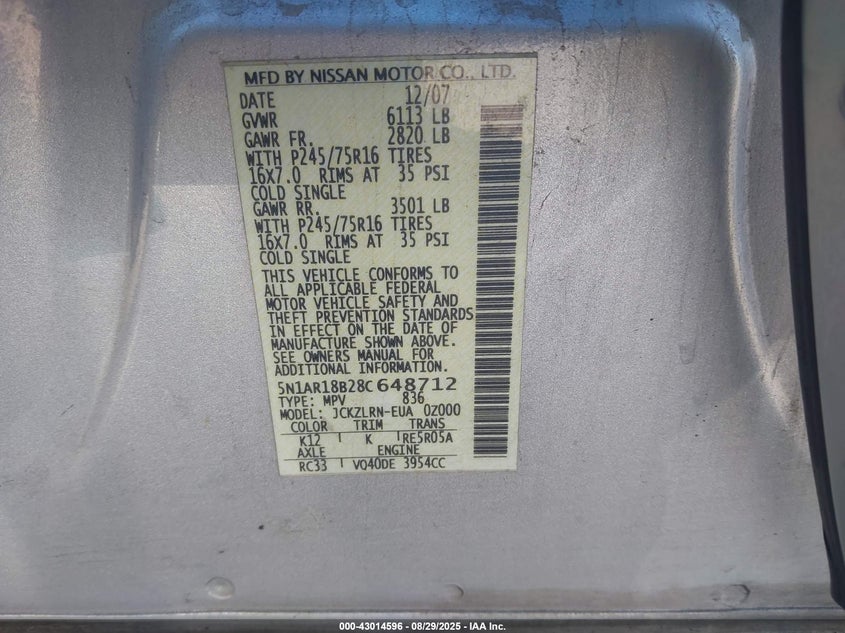 MFD BY NISSAN MOTOR CO., LTD.
DATE 12/07
GVWR 6113 LB
GAWR FR. 2820 LB
WITH P245/75R16 TIRES
16X7.0 RIMS AT 35 PSI
COLD SINGLE
GAWR RR. 3501 LB
WITH P245/75R16 TIRES
16X7.0 RIMS AT 35 PSI
COLD SINGLE
THIS VEHICLE CONFORMS TO
ALL APPLICABLE FEDERAL
MOTOR VEHICLE SAFETY AND
THEFT PREVENTION STANDARDS
IN EFFECT ON THE DATE OF
MANUFACTURE SHOWN ABOVE.
SEE OWNERS MANUAL FOR
ADDITIONAL INFORMATION.
5N1AR18B28C648712
TYPE: MPV 836
MODEL: JCKZLRN-EUA 0Z000
COLOR TRIM TRANS
K12 K RE5R05A
AXLE ENGINE
RC33 VQ40DE 3954CC
000-43014596 - 08/29/2025 - IAA Inc.